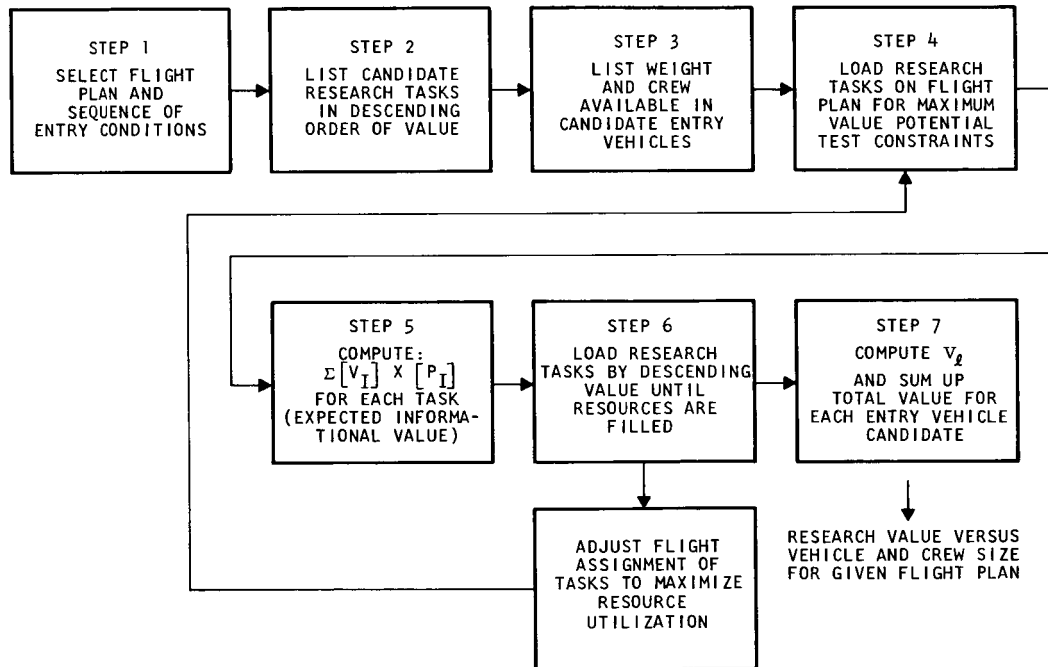 STEP 1
SELECT FLIGHT
PLAN AND
SEQUENCE OF
ENTRY CONDITIONS
STEP 2
LIST CANDIDATE
RESEARCH TASKS
IN DESCENDING
ORDER OF VALUE
STEP 3
LIST WEIGHT
AND CREW
AVAILABLE IN
CANDIDATE ENTRY
VEHICLES
STEP 4
LOAD RESEARCH
TASKS ON FLIGHT
PLAN FOR MAXIMUM
VALUE POTENTIAL
TEST CONSTRAINTS
STEP 5
COMPUTE:
Σ[V_I] X [P_I]
FOR EACH TASK
(EXPECTED INFORMA-
TIONAL VALUE)
STEP 6
LOAD RESEARCH
TASKS BY DESCENDING
VALUE UNTIL
RESOURCES ARE
FILLED
STEP 7
COMPUTE V_ℓ
AND SUM UP
TOTAL VALUE FOR
EACH ENTRY VEHICLE
CANDIDATE
ADJUST FLIGHT
ASSIGNMENT OF
TASKS TO MAXIMIZE
RESOURCE
UTILIZATION
RESEARCH VALUE VERSUS
VEHICLE AND CREW SIZE
FOR GIVEN FLIGHT PLAN